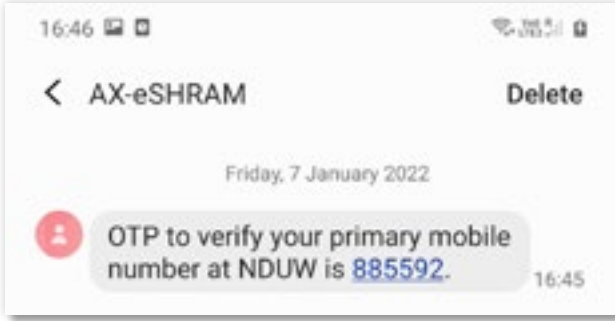 16:46
AX-eSHRAM Delete
Friday, 7 January 2022
OTP to verify your primary mobile
number at NDUW is 885592.
16:45